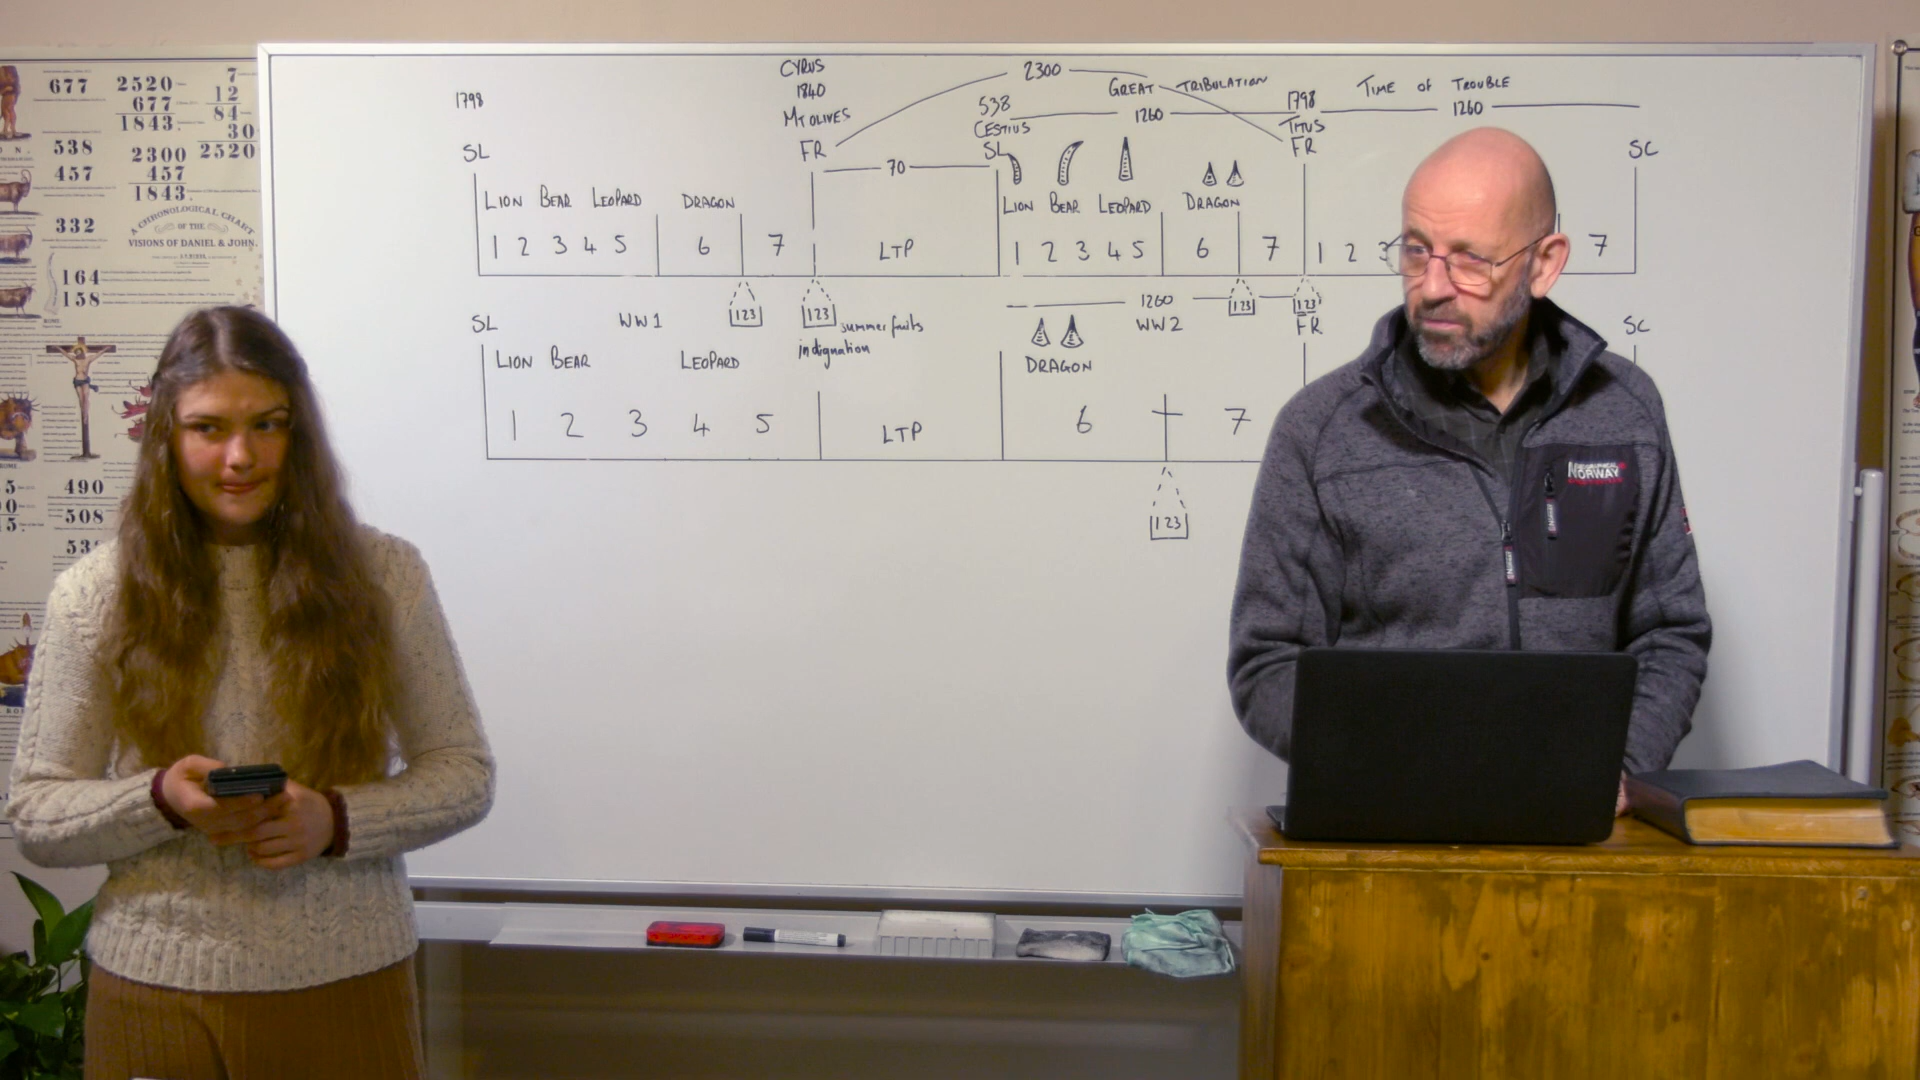 677
2520
677
1843.
7
12
84
30
2520
538
457
2300
457
1843.
332
A CHRONOLOGICAL CHART
OF THE
VISIONS OF DANIEL & JOHN.
164
158
490
508
1798
CYRUS
1840
MT OLIVES
FR
2300
GREAT TRIBULATION
538
CESTIUS
1260
1798
TITUS
FR
TIME OF TROUBLE
1260
SL
70
SL
SC
LION BEAR LEOPARD DRAGON
LION BEAR LEOPARD DRAGON
1 2 3 4 5 6 7 LTP 1 2 3 4 5 6 7 1 2 3 7
123 123 123 123
1260
SL WW1 summer fruits WW2 FR SC
indignation
LION BEAR LEOPARD DRAGON
1 2 3 4 5 LTP 6 7
123
GEOGRAPHICAL
NORWAY